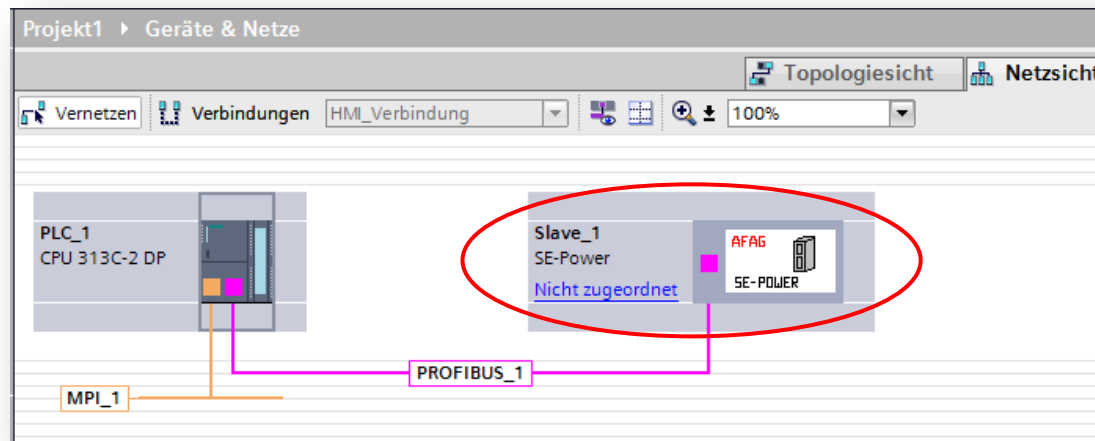 Projekt1 ▸ Geräte & Netze
Topologiesicht Netzsicht
Vernetzen Verbindungen HMI_Verbindung 100%
PLC_1
CPU 313C-2 DP
Slave_1
SE-Power
Nicht zugeordnet
AFAG
SE-POWER
PROFIBUS_1
MPI_1